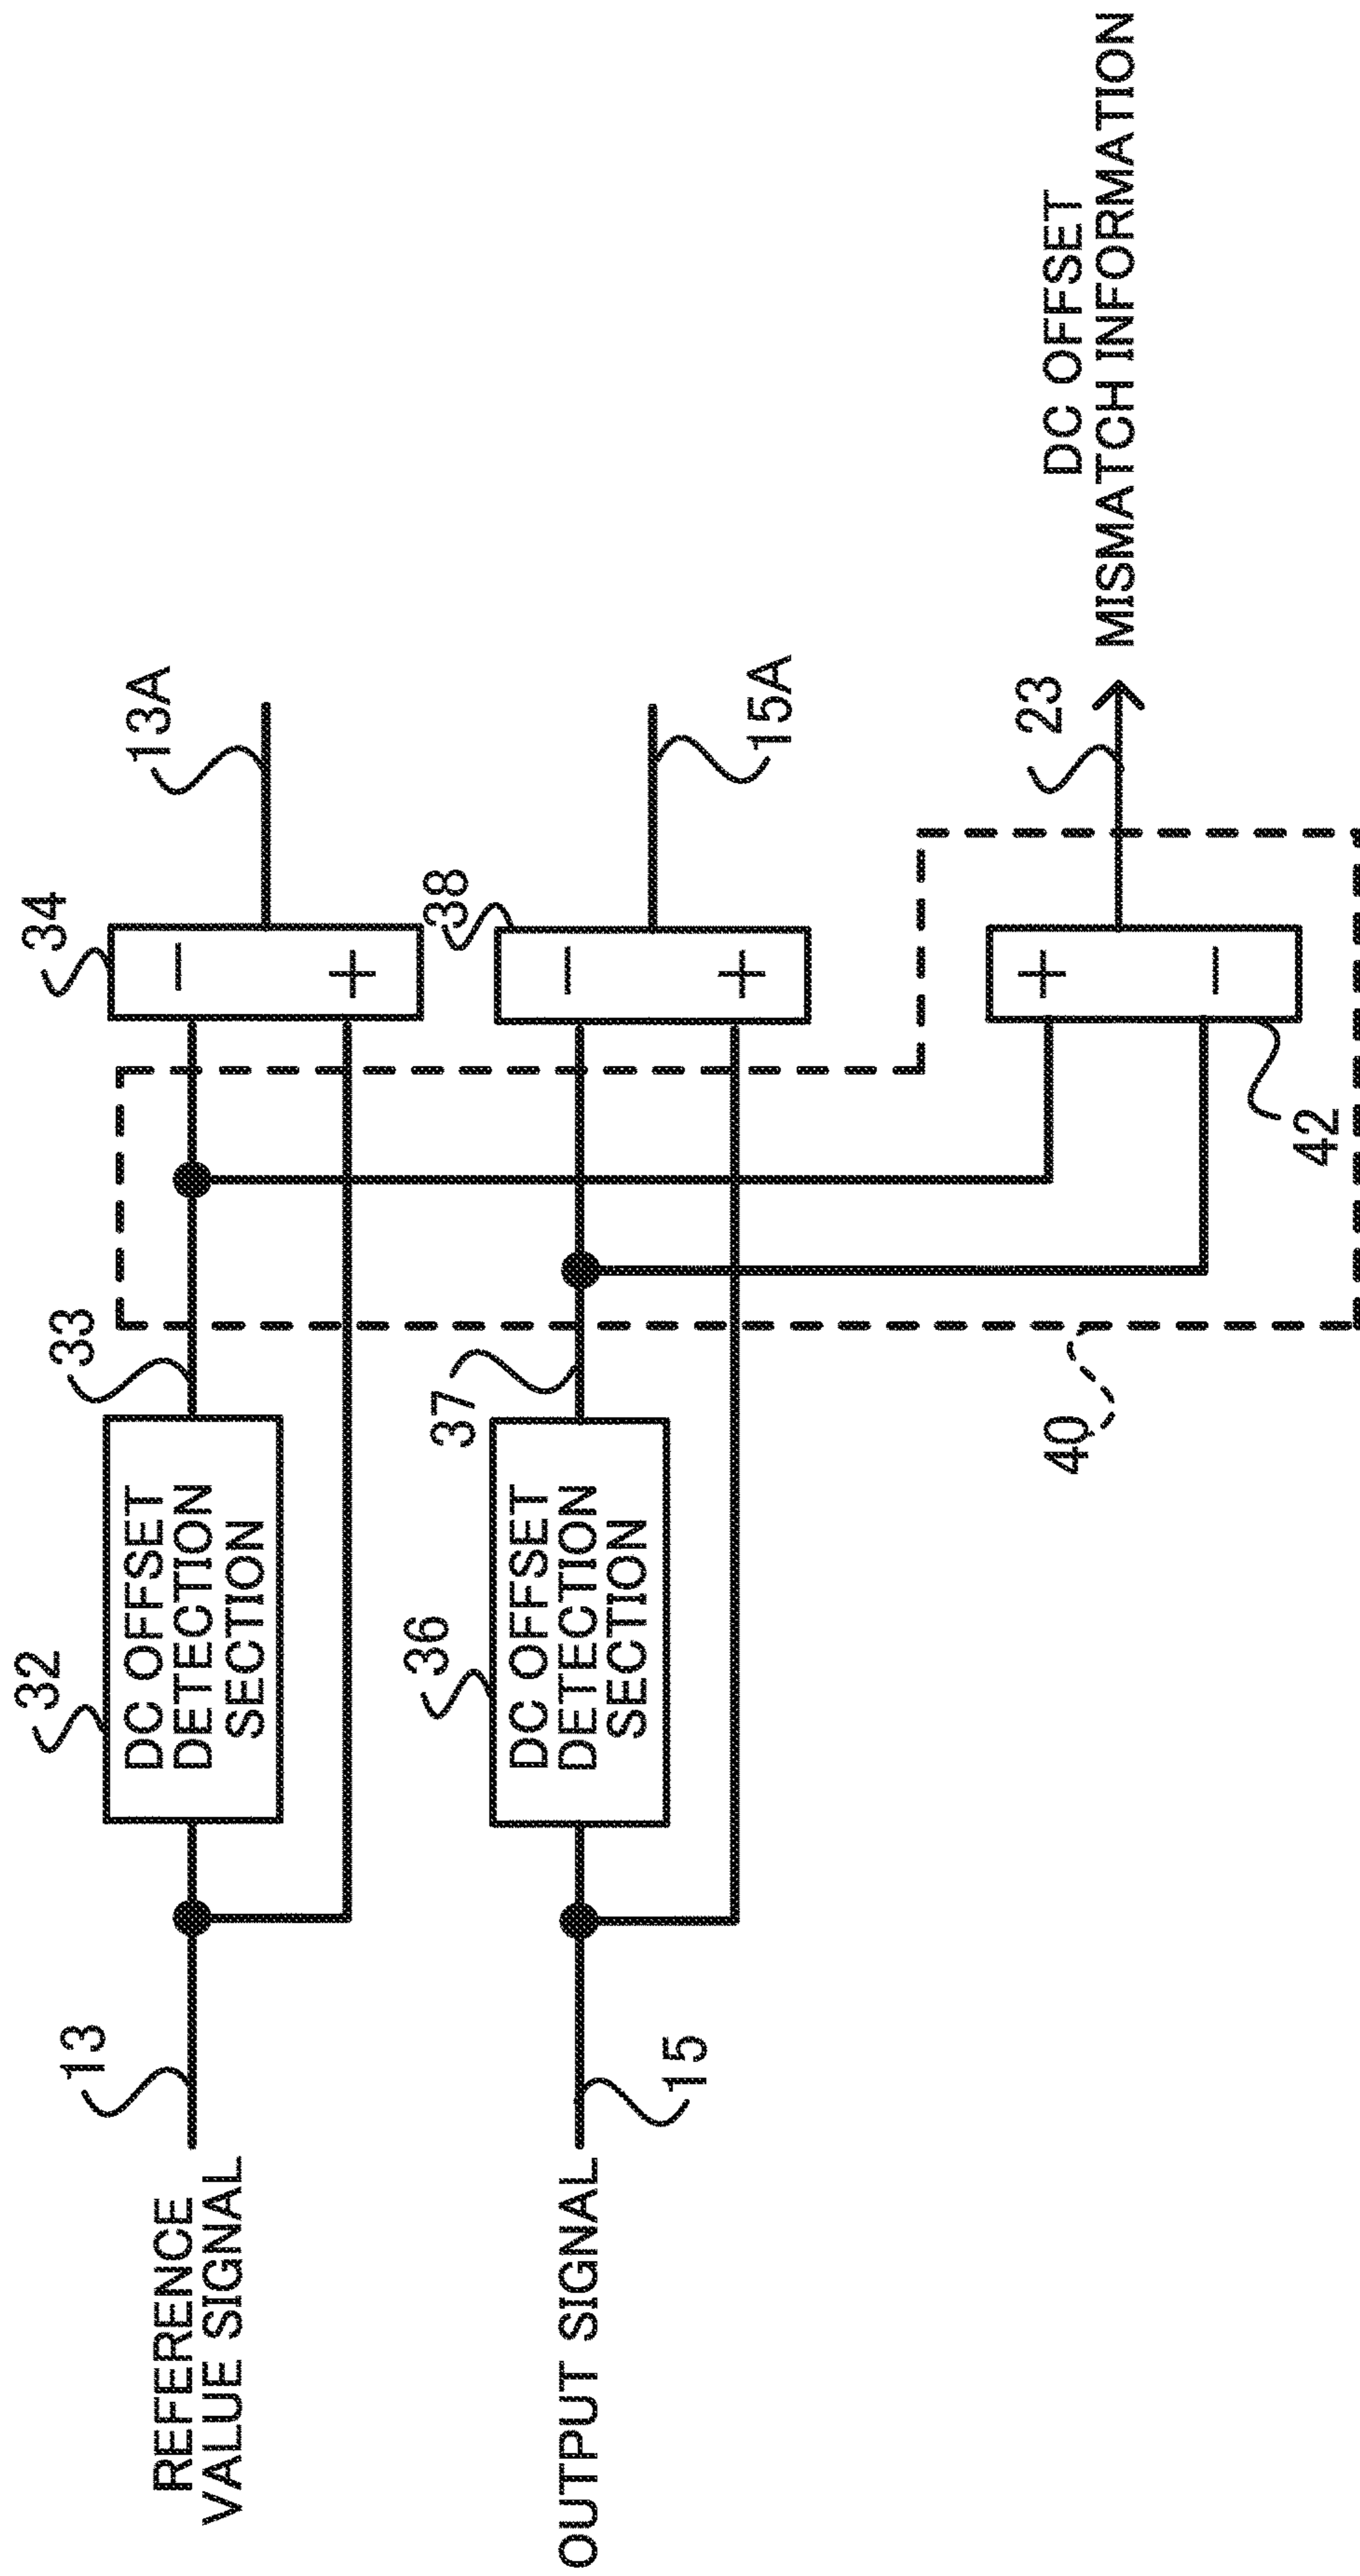 REFERENCE
VALUE SIGNAL
13
32
DC OFFSET
DETECTION
SECTION
33
34
−
+
13A
OUTPUT SIGNAL
15
36
DC OFFSET
DETECTION
SECTION
37
38
−
+
15A
40
42
+
−
23
DC OFFSET
MISMATCH INFORMATION